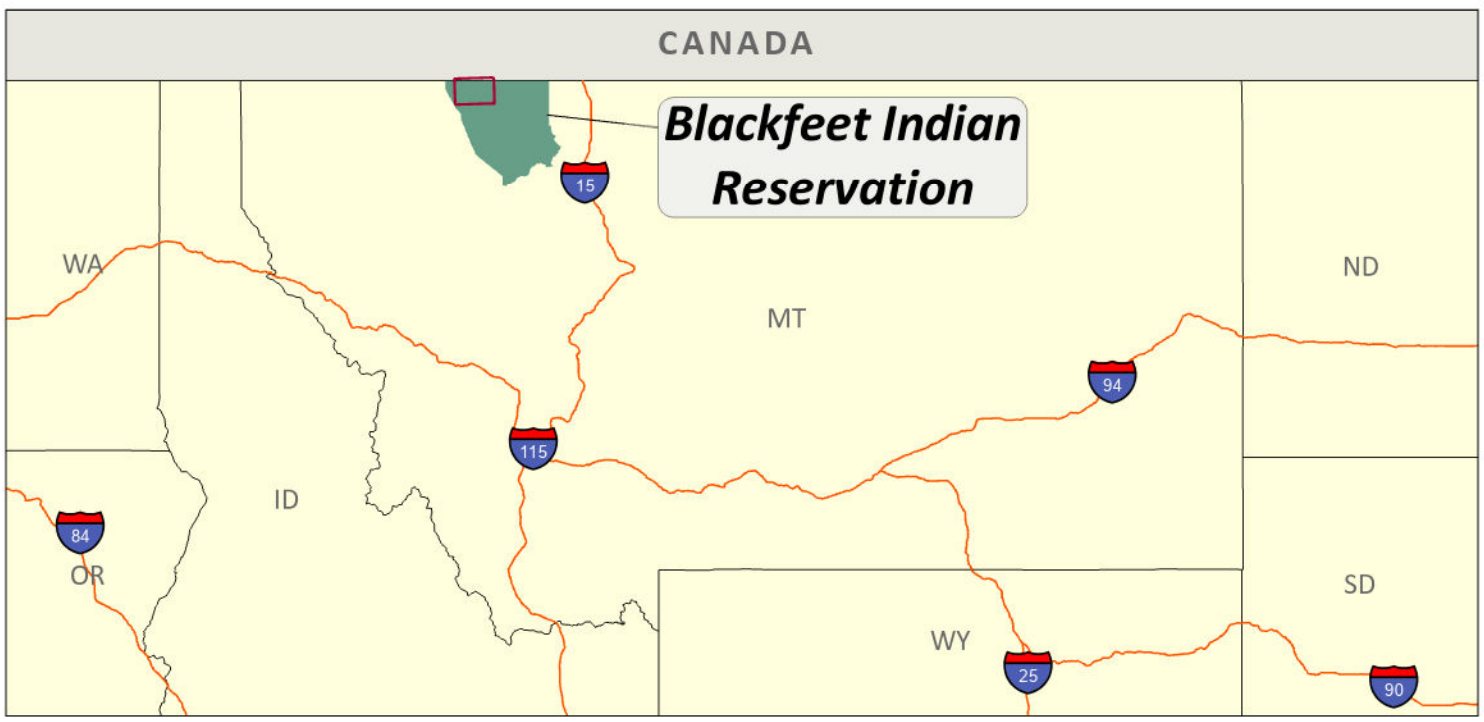 CANADA
Blackfeet Indian
Reservation
15
WA
ND
MT
94
115
ID
84
OR
SD
WY
25
90